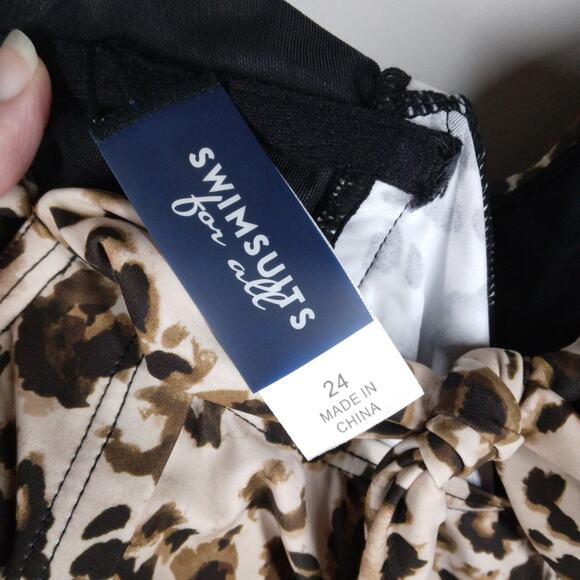 SWIMSUITS
for all
24
MADE IN
CHINA